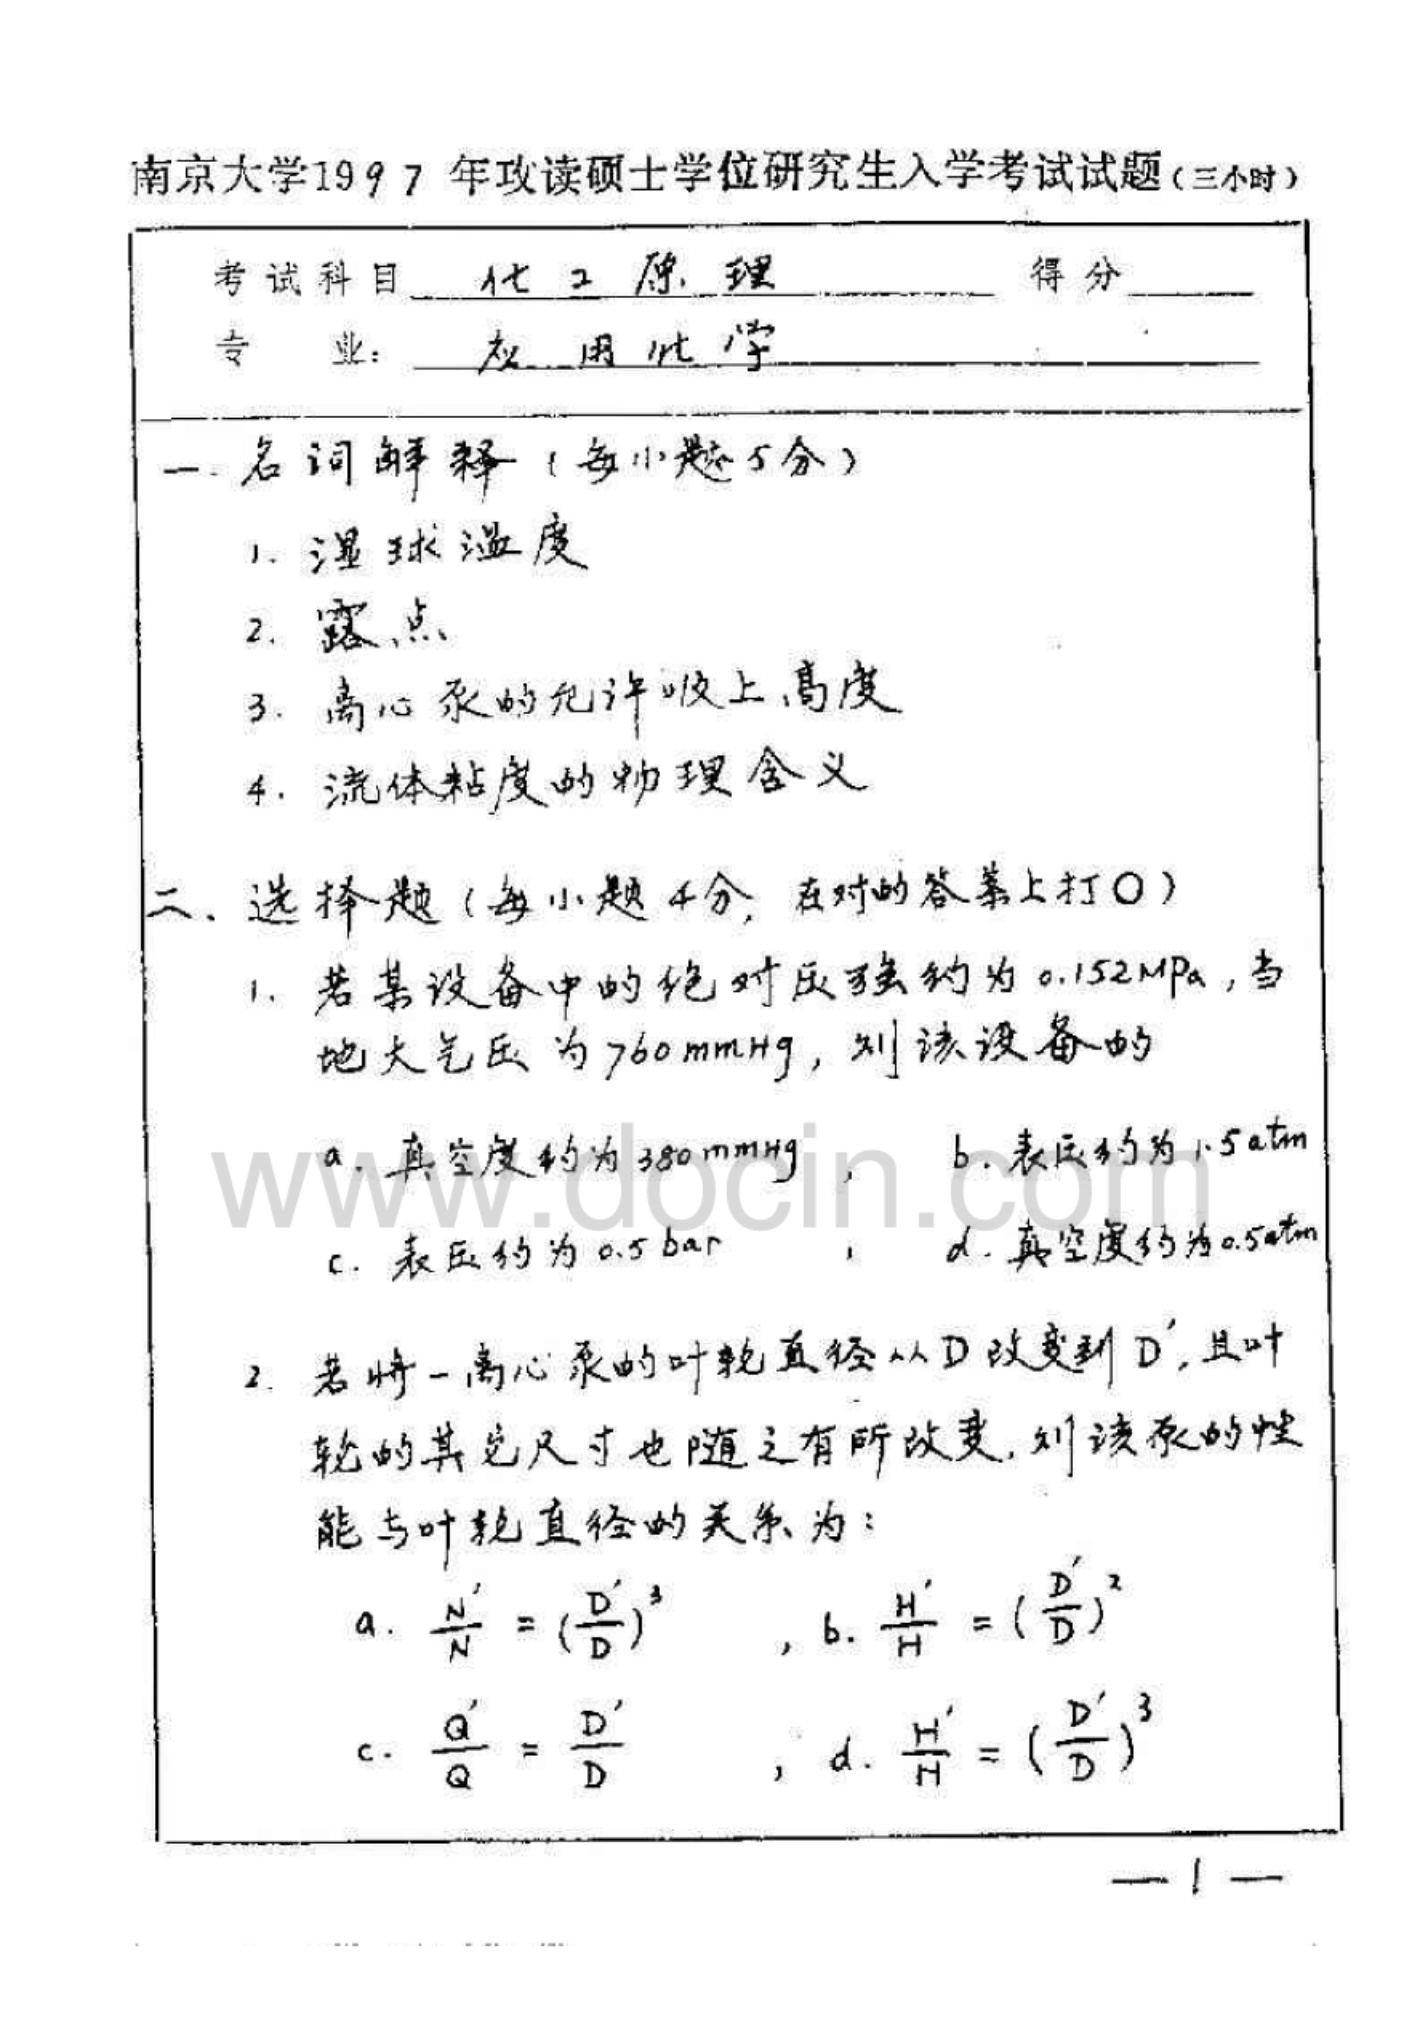 南京大学1997年攻读硕士学位研究生入学考试试题(三小时)
考试科目 化工原理 得分
专 业: 应用化学
一. 名词解释(每小题5分)
1. 湿球温度
2. 露点
3. 离心泵的允许吸上高度
4. 流体粘度的物理含义
二、选择题(每小题4分, 在对的答案上打○)
1. 若某设备中的绝对压强约为0.152MPa, 当
地大气压为760mmHg, 则该设备的
a. 真空度约为380mmHg, b. 表压约为1.5atm
c. 表压约为0.5bar, d. 真空度约为0.5atm
www.docin.com
2. 若将一离心泵的叶轮直径从D改变到D′, 且叶
轮的其它尺寸也随之有所改变, 则该泵的性
能与叶轮直径的关系为:
a. N′/N = (D′/D)³, b. H′/H = (D′/D)²
c. Q′/Q = D′/D, d. H′/H = (D′/D)³
—1—